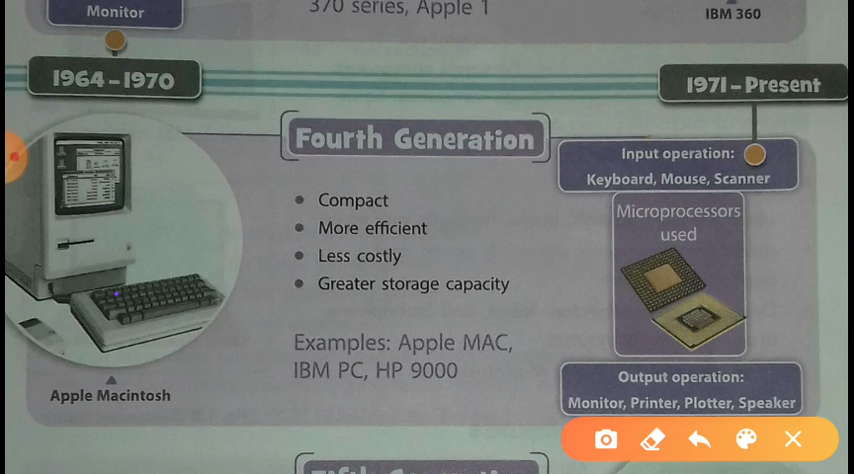 Monitor
370 series, Apple 1
IBM 360
1964–1970
1971–Present
Fourth Generation
Input operation:
Keyboard, Mouse, Scanner
• Compact
• More efficient
• Less costly
• Greater storage capacity
Microprocessors
used
Examples: Apple MAC,
IBM PC, HP 9000
Apple Macintosh
Output operation:
Monitor, Printer, Plotter, Speaker
Fifth Generation